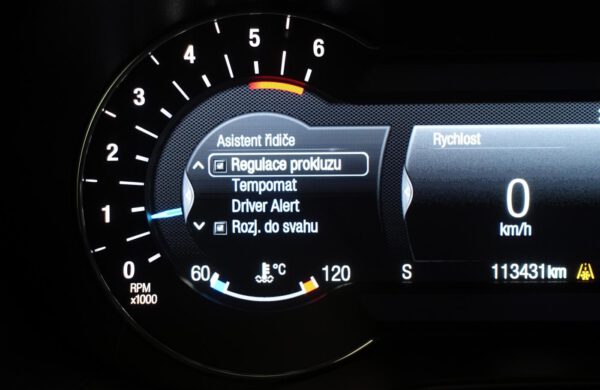 6
5
4
3
2
1
0
RPM
x1000
Asistent řidiče
Regulace prokluzu
Tempomat
Driver Alert
Rozj. do svahu
60 °C 120
Rychlost
0
km/h
S 113431km